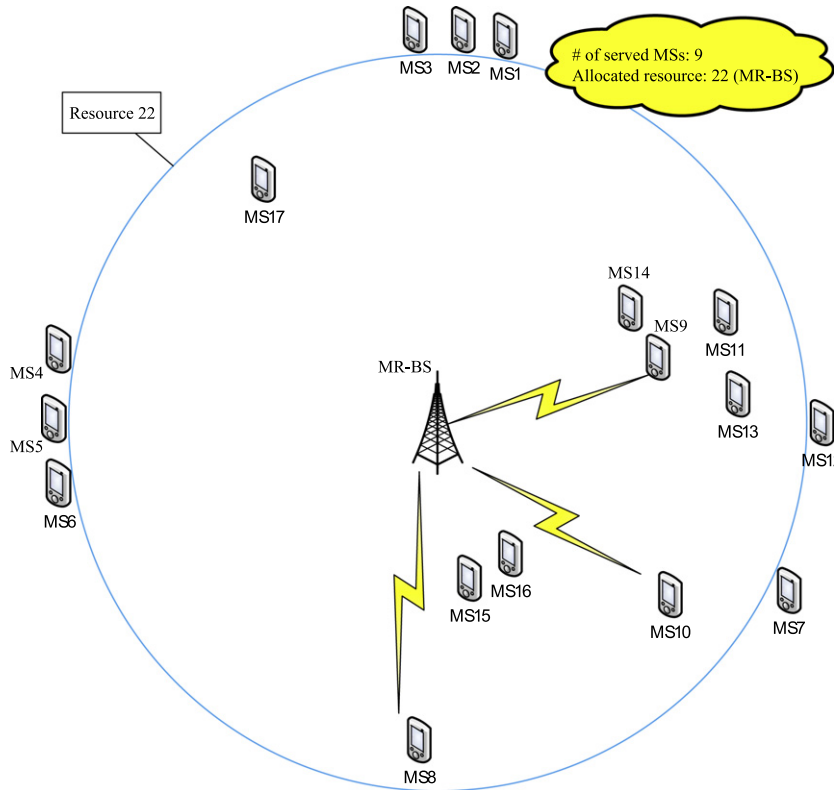 MS3
MS2
MS1
# of served MSs: 9
Allocated resource: 22 (MR-BS)
Resource 22
MS17
MS14
MS9
MS11
MS4
MR-BS
MS13
MS5
MS6
MS16
MS15
MS10
MS7
MS8